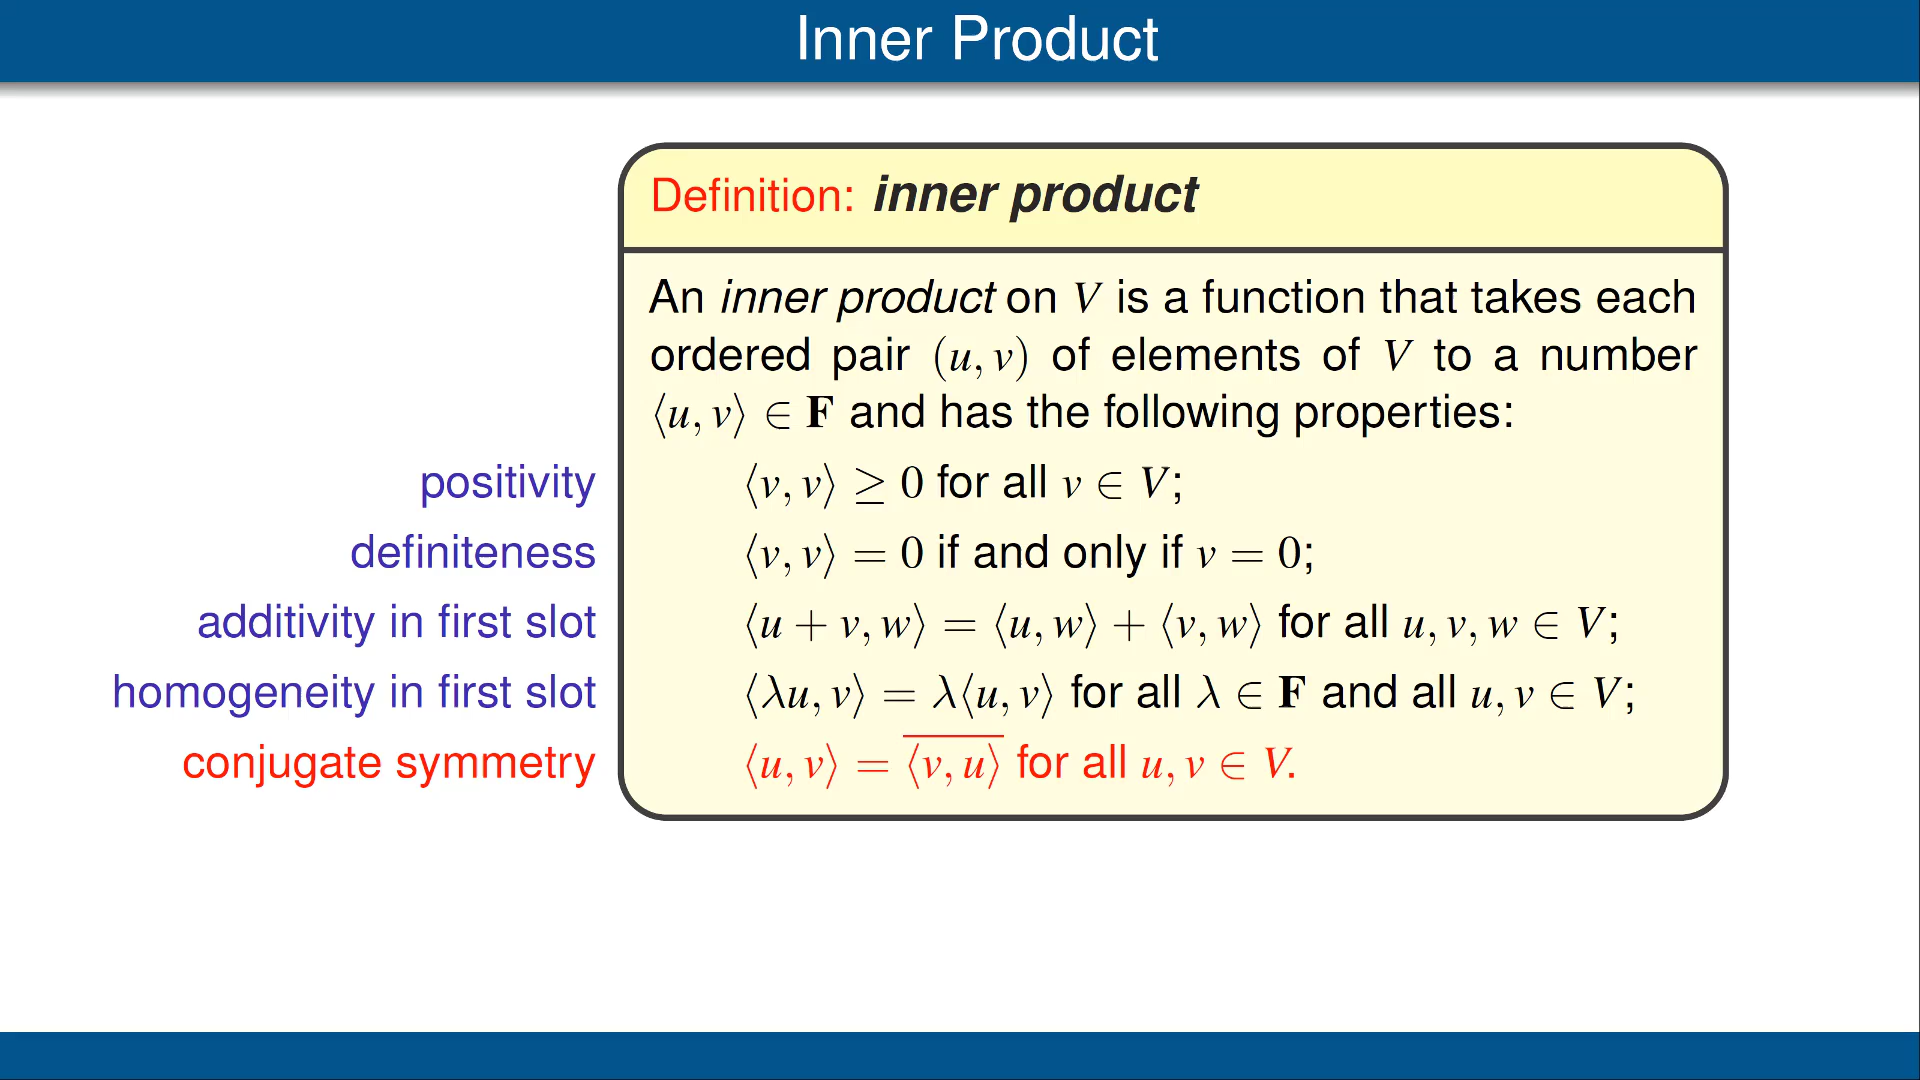 Inner Product
Definition: inner product
An inner product on V is a function that takes each
ordered pair (u, v) of elements of V to a number
⟨u, v⟩ ∈ F and has the following properties:
positivity ⟨v, v⟩ ≥ 0 for all v ∈ V;
definiteness ⟨v, v⟩ = 0 if and only if v = 0;
additivity in first slot ⟨u + v, w⟩ = ⟨u, w⟩ + ⟨v, w⟩ for all u, v, w ∈ V;
homogeneity in first slot ⟨λu, v⟩ = λ⟨u, v⟩ for all λ ∈ F and all u, v ∈ V;
conjugate symmetry ⟨u, v⟩ = \overline{⟨v, u⟩} for all u, v ∈ V.